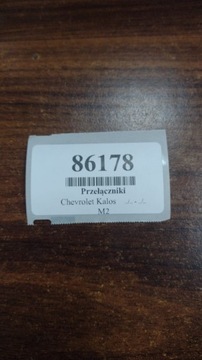 86178
Przełączniki
Chevrolet Kalos
M2